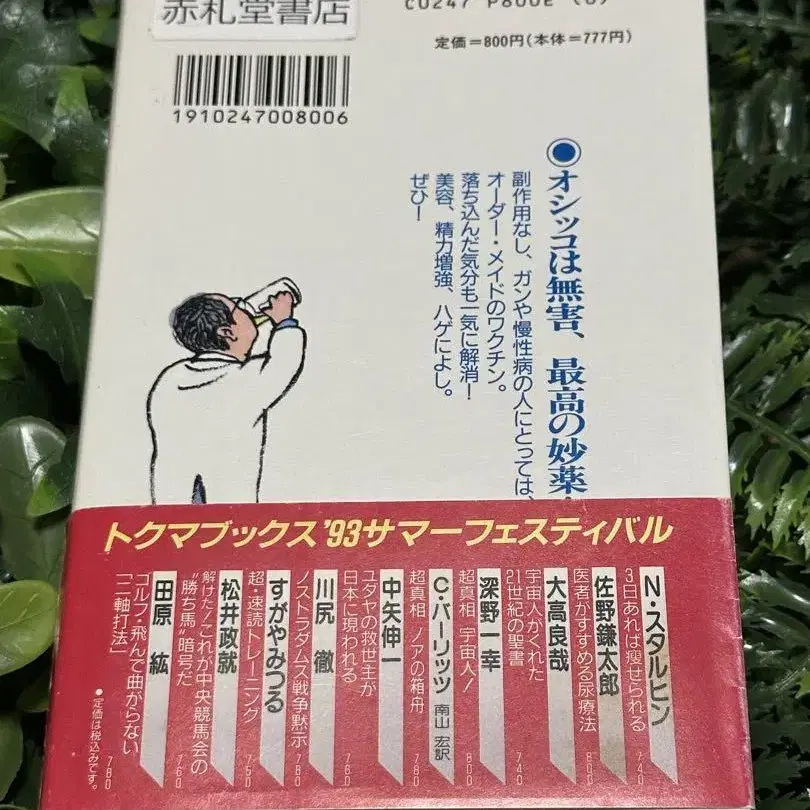 赤札堂書店
C0247 P800E (0)
定価＝800円(本体＝777円)
1910247008006
●オシッコは無害、最高の妙薬
副作用なし、ガンや慢性病の人にとっては、
オーダー・メイドのワクチン。
落ち込んだ気分も一気に解消！
美容、精力増強、ハゲによし。
ぜひ！
トクマブックス'93サマーフェスティバル
N・スタルヒン
3日あれば痩せられる
740
佐野鎌太郎
医者がすすめる尿療法
800
大高良哉
宇宙人がくれた
21世紀の聖書
740
深野一幸
超真相 宇宙人！
800
C・バーリッツ 南山 宏訳
超真相 ノアの箱舟
780
中矢伸一
ユダヤの救世主が
日本に現われる
760
川尻 徹
ノストラダムス戦争黙示
780
すがやみつる
超・速読トレーニング
750
松井政就
解けた！これが中央競馬会の
"勝ち馬"暗号だ
760
田原 紘
ゴルフ・飛んで曲がらない
「二軸打法」
780
●定価は税込みです。